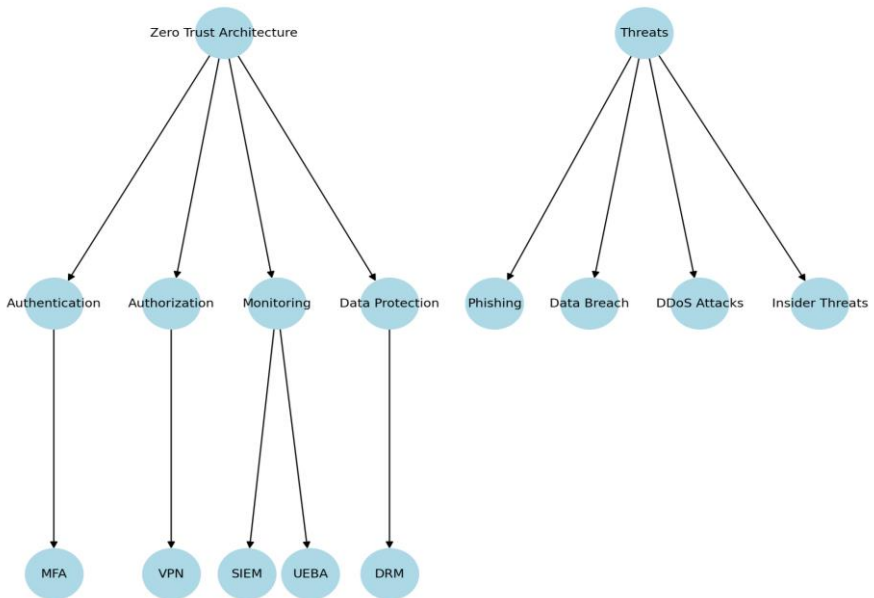 Zero Trust Architecture
Threats
Authentication
Authorization
Monitoring
Data Protection
Phishing
Data Breach
DDoS Attacks
Insider Threats
MFA
VPN
SIEM
UEBA
DRM